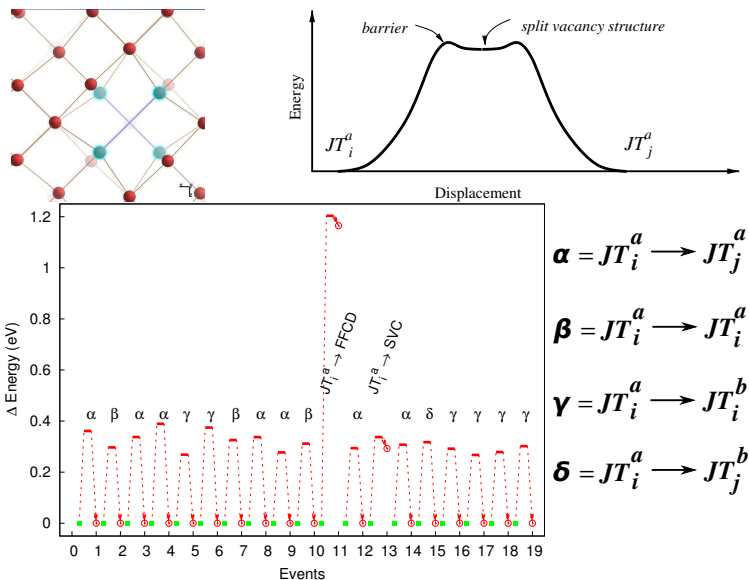 barrier
split vacancy structure
Energy
JT_i^a
JT_j^a
Displacement
α = JT_i^a → JT_j^a
β = JT_i^a → JT_i^a
γ = JT_i^a → JT_i^b
δ = JT_i^a → JT_j^b
Δ Energy (eV)
1.2
1
0.8
0.6
0.4
0.2
0
JT_i^a → FFCD
JT_i^a → SVC
α β α α γ γ β α α β α α δ γ γ γ γ
0 1 2 3 4 5 6 7 8 9 10 11 12 13 14 15 16 17 18 19
Events